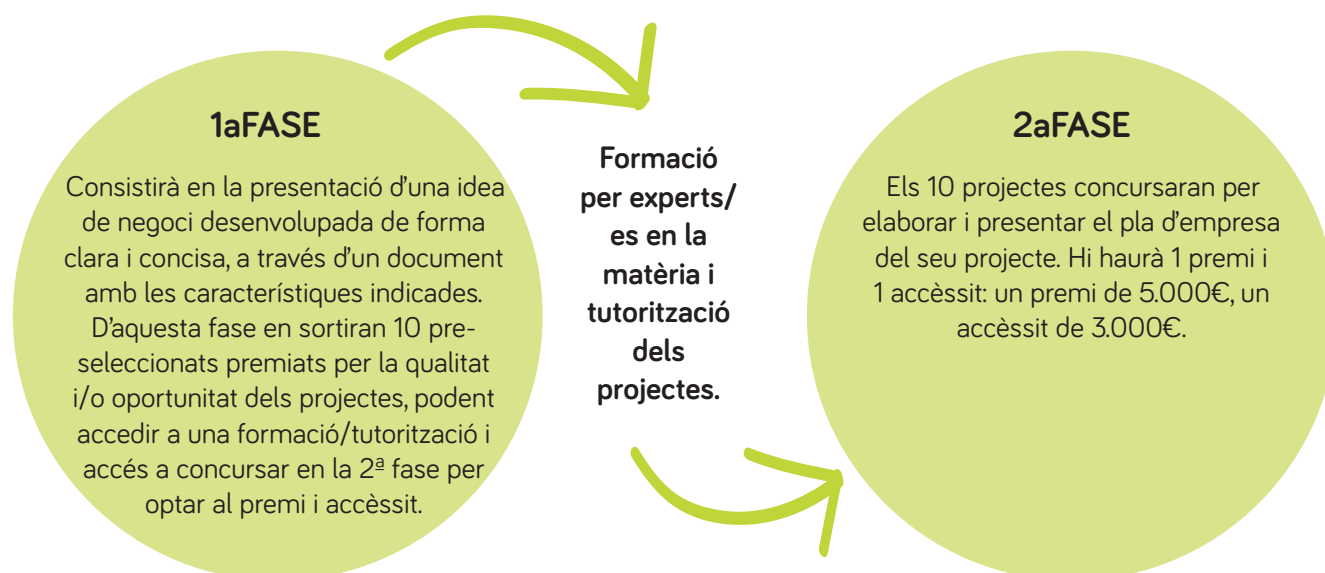 1aFASE
Consistirà en la presentació d'una idea
de negoci desenvolupada de forma
clara i concisa, a través d'un document
amb les característiques indicades.
D'aquesta fase en sortiran 10 pre-
seleccionats premiats per la qualitat
i/o oportunitat dels projectes, podent
accedir a una formació/tutorització i
accés a concursar en la 2ª fase per
optar al premi i accèssit.
Formació
per experts/
es en la
matèria i
tutorització
dels
projectes.
2aFASE
Els 10 projectes concursaran per
elaborar i presentar el pla d'empresa
del seu projecte. Hi haurà 1 premi i
1 accèssit: un premi de 5.000€, un
accèssit de 3.000€.